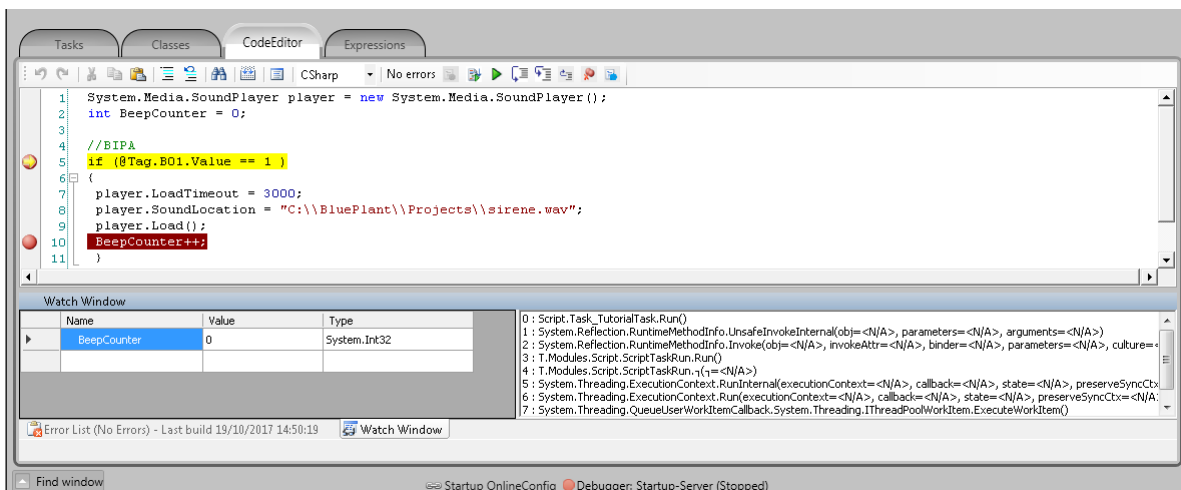 Tasks Classes CodeEditor Expressions
CSharp No errors
1 System.Media.SoundPlayer player = new System.Media.SoundPlayer();
2 int BeepCounter = 0;
3
4 //BIPA
5 if (@Tag.BO1.Value == 1 )
6 {
7 player.LoadTimeout = 3000;
8 player.SoundLocation = "C:\\BluePlant\\Projects\\sirene.wav";
9 player.Load();
10 BeepCounter++;
11 }
Watch Window
Name Value Type
BeepCounter 0 System.Int32
0 : Script.Task_TutorialTask.Run()
1 : System.Reflection.RuntimeMethodInfo.UnsafeInvokeInternal(obj=<N/A>, parameters=<N/A>, arguments=<N/A>)
2 : System.Reflection.RuntimeMethodInfo.Invoke(obj=<N/A>, invokeAttr=<N/A>, binder=<N/A>, parameters=<N/A>, culture=<
3 : T.Modules.Script.ScriptTaskRun.Run()
4 : T.Modules.Script.ScriptTaskRun.┐(┐=<N/A>)
5 : System.Threading.ExecutionContext.RunInternal(executionContext=<N/A>, callback=<N/A>, state=<N/A>, preserveSyncCtx
6 : System.Threading.ExecutionContext.Run(executionContext=<N/A>, callback=<N/A>, state=<N/A>, preserveSyncCtx=<N/A>
7 : System.Threading.QueueUserWorkItemCallback.System.Threading.IThreadPoolWorkItem.ExecuteWorkItem()
Error List (No Errors) - Last build 19/10/2017 14:50:19 Watch Window
Find window Startup OnlineConfig Debugger: Startup-Server (Stopped)